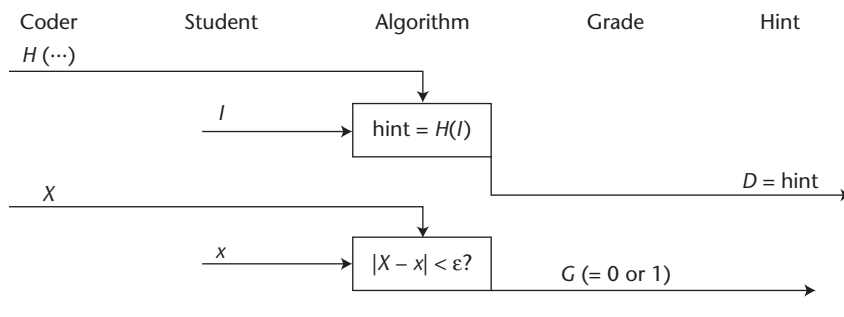 Coder Student Algorithm Grade Hint
H (···)
I
hint = H(I)
D = hint
X
x
|X – x| < ε?
G (= 0 or 1)